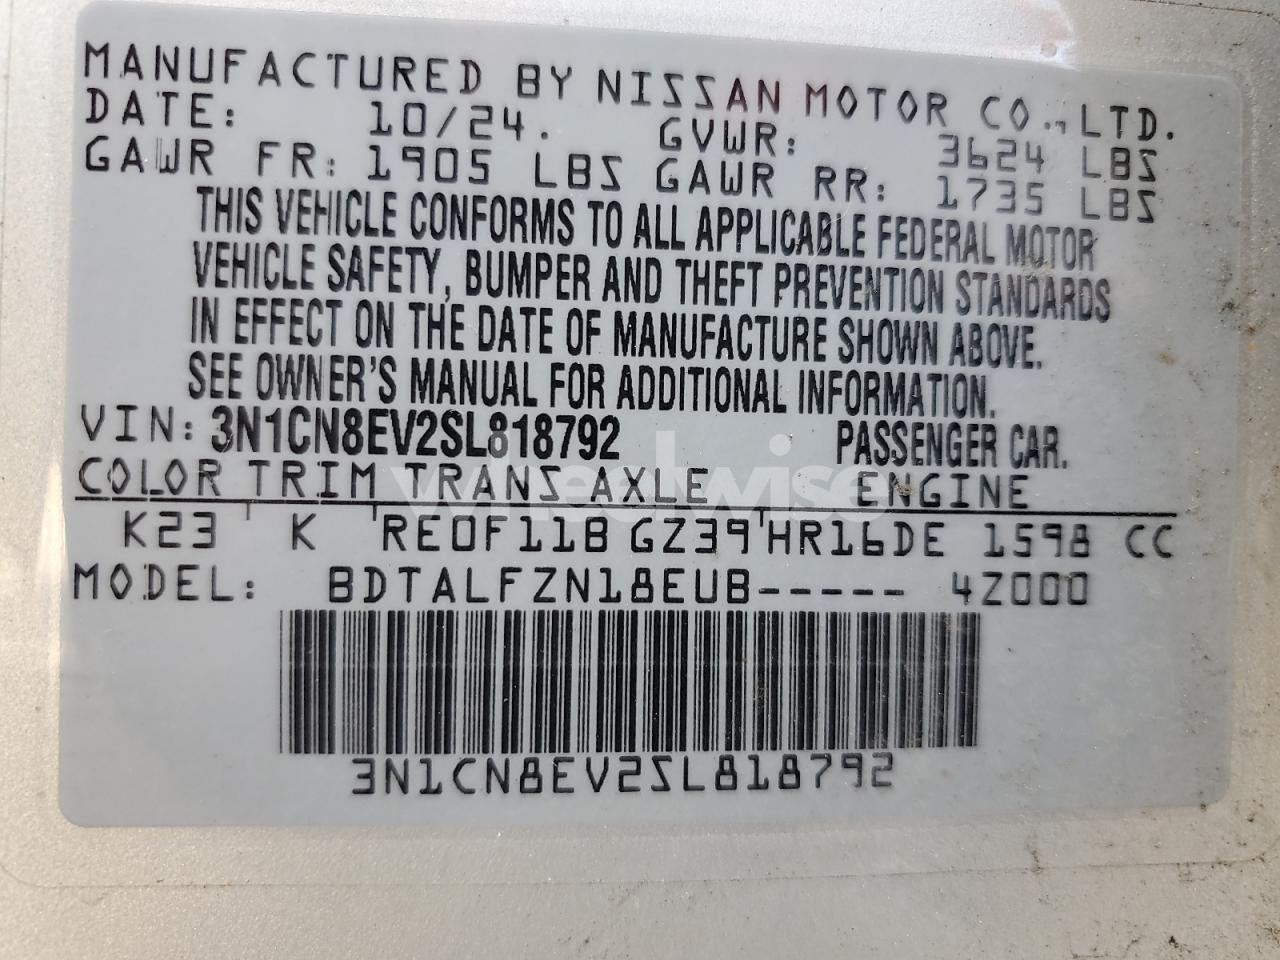 MANUFACTURED BY NISSAN MOTOR CO.,LTD.
DATE: 10/24. GVWR: 3624 LBS
GAWR FR: 1905 LBS GAWR RR: 1735 LBS
THIS VEHICLE CONFORMS TO ALL APPLICABLE FEDERAL MOTOR
VEHICLE SAFETY, BUMPER AND THEFT PREVENTION STANDARDS
IN EFFECT ON THE DATE OF MANUFACTURE SHOWN ABOVE.
SEE OWNER'S MANUAL FOR ADDITIONAL INFORMATION.
VIN: 3N1CN8EV2SL818792 PASSENGER CAR.
COLOR TRIM TRANS AXLE ENGINE
K23 K RE0F11B GZ39 HR16DE 1598 CC
MODEL: BDTALFZN18EUB----- 4Z000
3N1CN8EV2SL818792
wheelwise